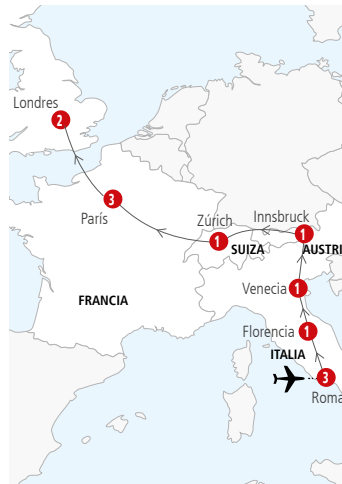 Londres
2
3
París
Zúrich
Innsbruck
1
1
SUIZA
AUSTRI
Venecia
1
FRANCIA
Florencia
1
ITALIA
3
Roma